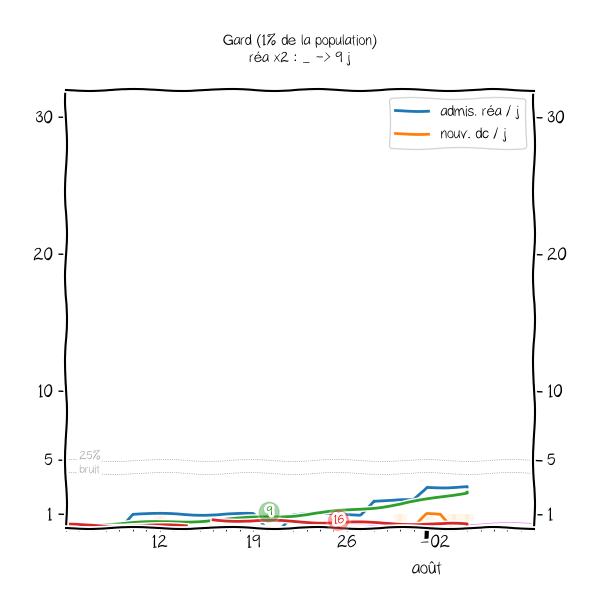 Gard (1% de la population)
réa x2 : _ -> 9 j
admis. réa / j
nouv. dc / j
30
30
20
20
10
10
5
5
25%
bruit
1
1
9
16
12
19
26
02
août